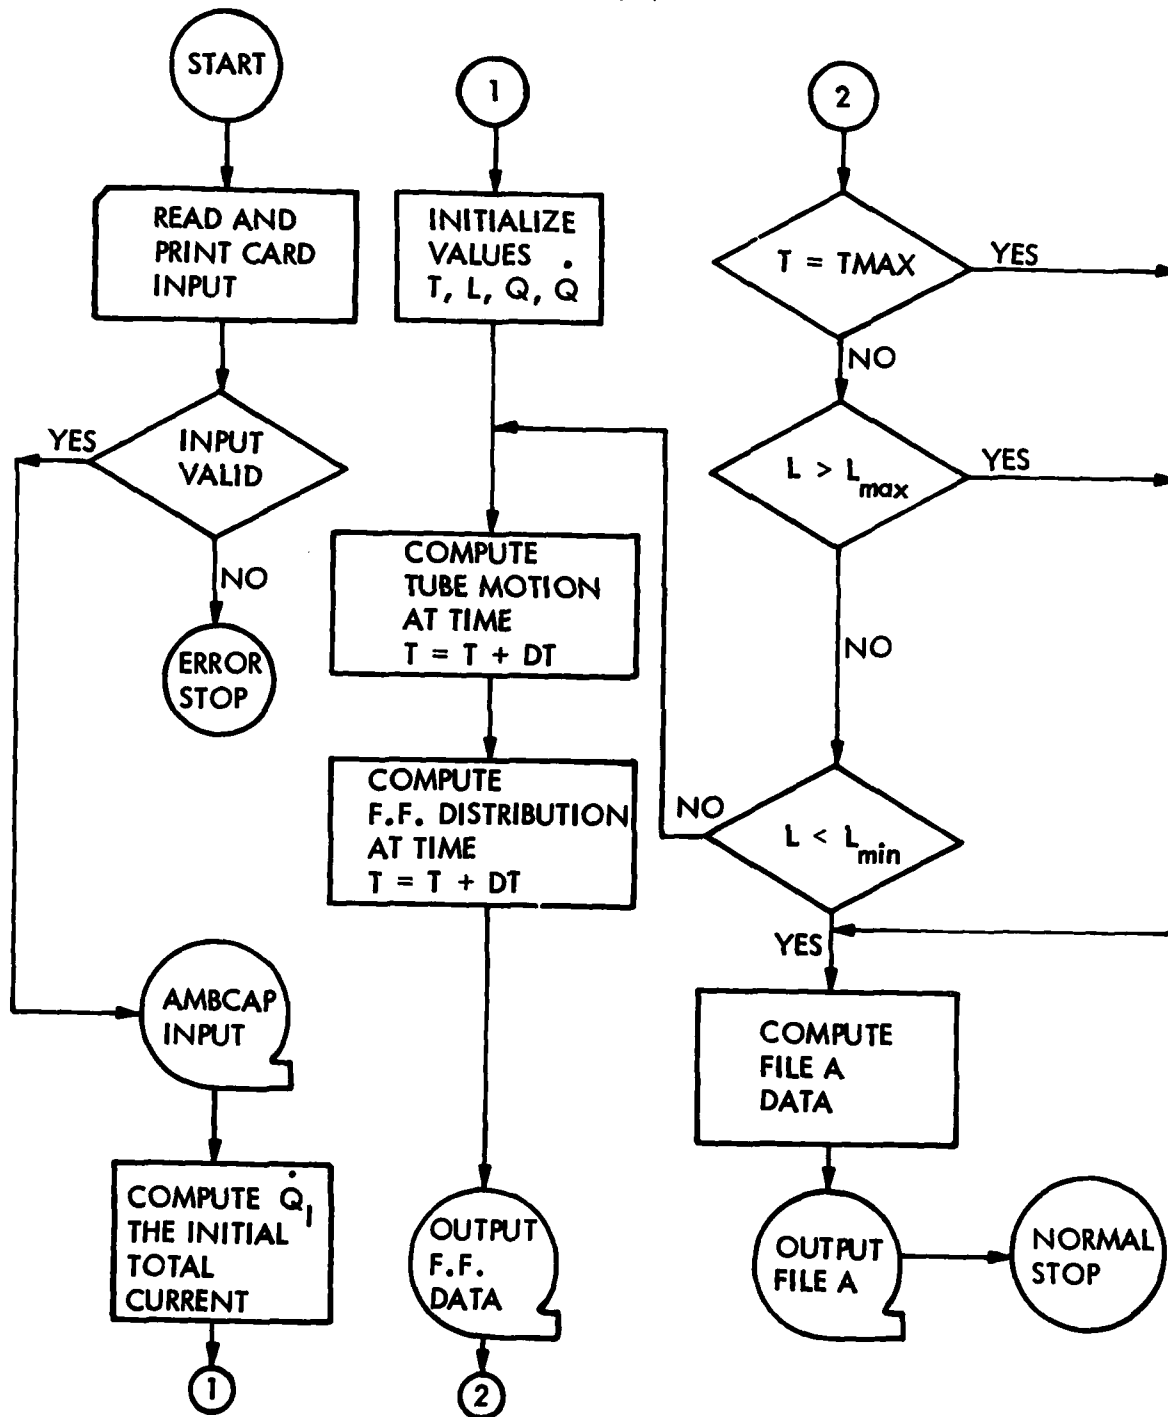 START
READ AND
PRINT CARD
INPUT
YES
INPUT
VALID
NO
ERROR
STOP
AMBCAP
INPUT
COMPUTE Q̇I
THE INITIAL
TOTAL
CURRENT
1
1
INITIALIZE
VALUES
T, L, Q, Q̇
COMPUTE
TUBE MOTION
AT TIME
T = T + DT
COMPUTE
F.F. DISTRIBUTION
AT TIME
T = T + DT
OUTPUT
F.F.
DATA
2
2
T = TMAX
YES
NO
L > Lmax
YES
NO
NO
L < Lmin
YES
COMPUTE
FILE A
DATA
OUTPUT
FILE A
NORMAL
STOP